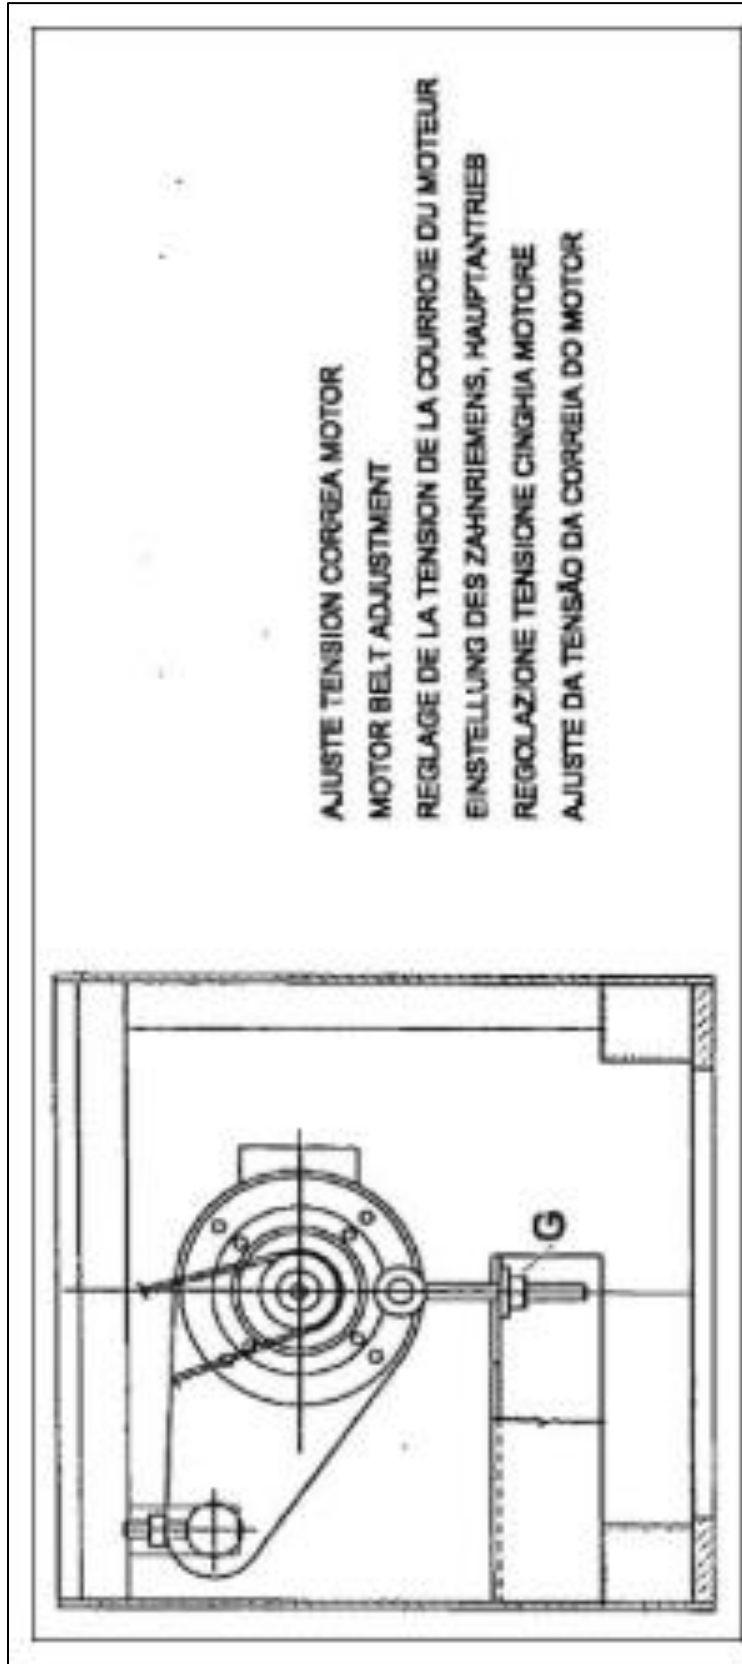 AJUSTE TENSION CORREA MOTOR
MOTOR BELT ADJUSTMENT
REGLAGE DE LA TENSION DE LA COURROIE DU MOTEUR
EINSTELLUNG DES ZAHNRIEMENS, HAUPTANTRIEB
REGOLAZIONE TENSIONE CINGHIA MOTORE
AJUSTE DA TENSÃO DA CORREIA DO MOTOR
G